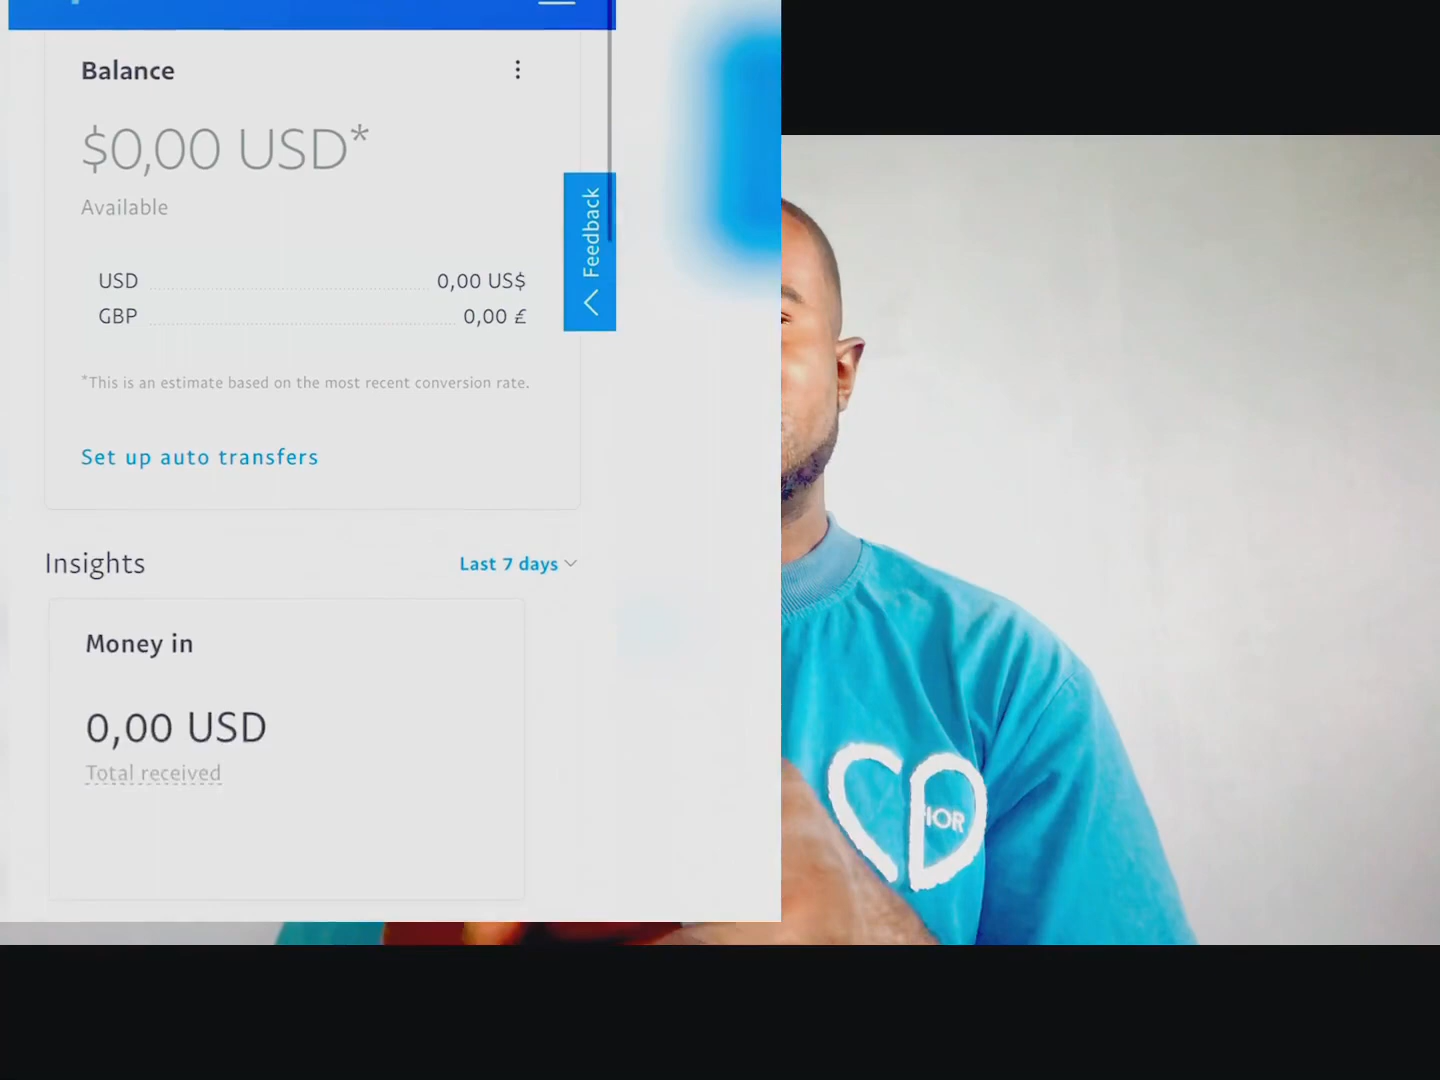 Balance
$0,00 USD*
Available
USD 0,00 US$
GBP 0,00 £
*This is an estimate based on the most recent conversion rate.
Set up auto transfers
Feedback
Insights
Last 7 days
Money in
0,00 USD
Total received
CD
IOR